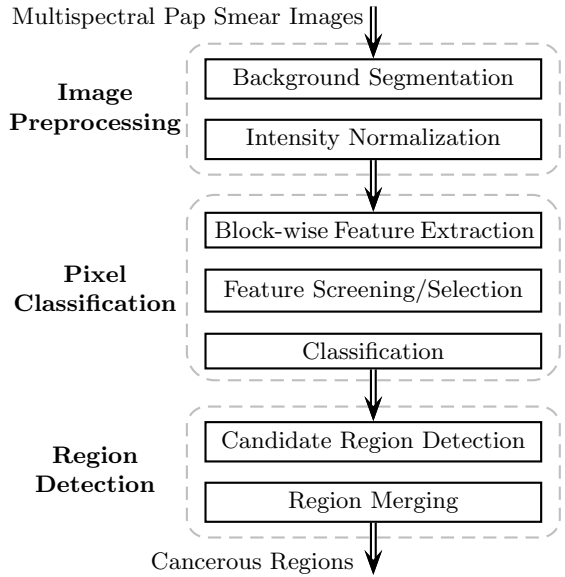 Multispectral Pap Smear Images
Image
Preprocessing
Background Segmentation
Intensity Normalization
Pixel
Classification
Block-wise Feature Extraction
Feature Screening/Selection
Classification
Region
Detection
Candidate Region Detection
Region Merging
Cancerous Regions